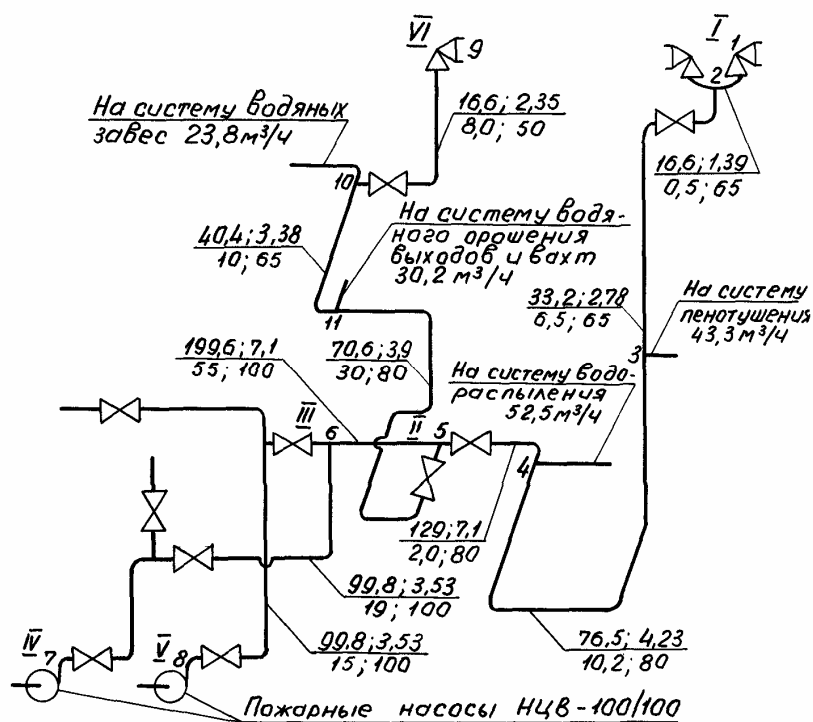 VI
9
I
1
2
16,6; 2,35
8,0; 50
На систему водяных
завес 23,8 м³/ч
16,6; 1,39
0,5; 65
10
На систему водя-
ного орошения
выходов и вахт
30,2 м³/ч
40,4; 3,38
10; 65
33,2; 2,78
6,5; 65
На систему
пенотушения
43,3 м³/ч
11
3
199,6; 7,1
55; 100
70,6; 3,9
30; 80
На систему водо-
распыления
52,5 м³/ч
III
6
II
5
4
129; 7,1
2,0; 80
99,8; 3,53
19; 100
IV
7
V
8
99,8; 3,53
15; 100
76,5; 4,23
10,2; 80
Пожарные насосы НЦВ-100/100